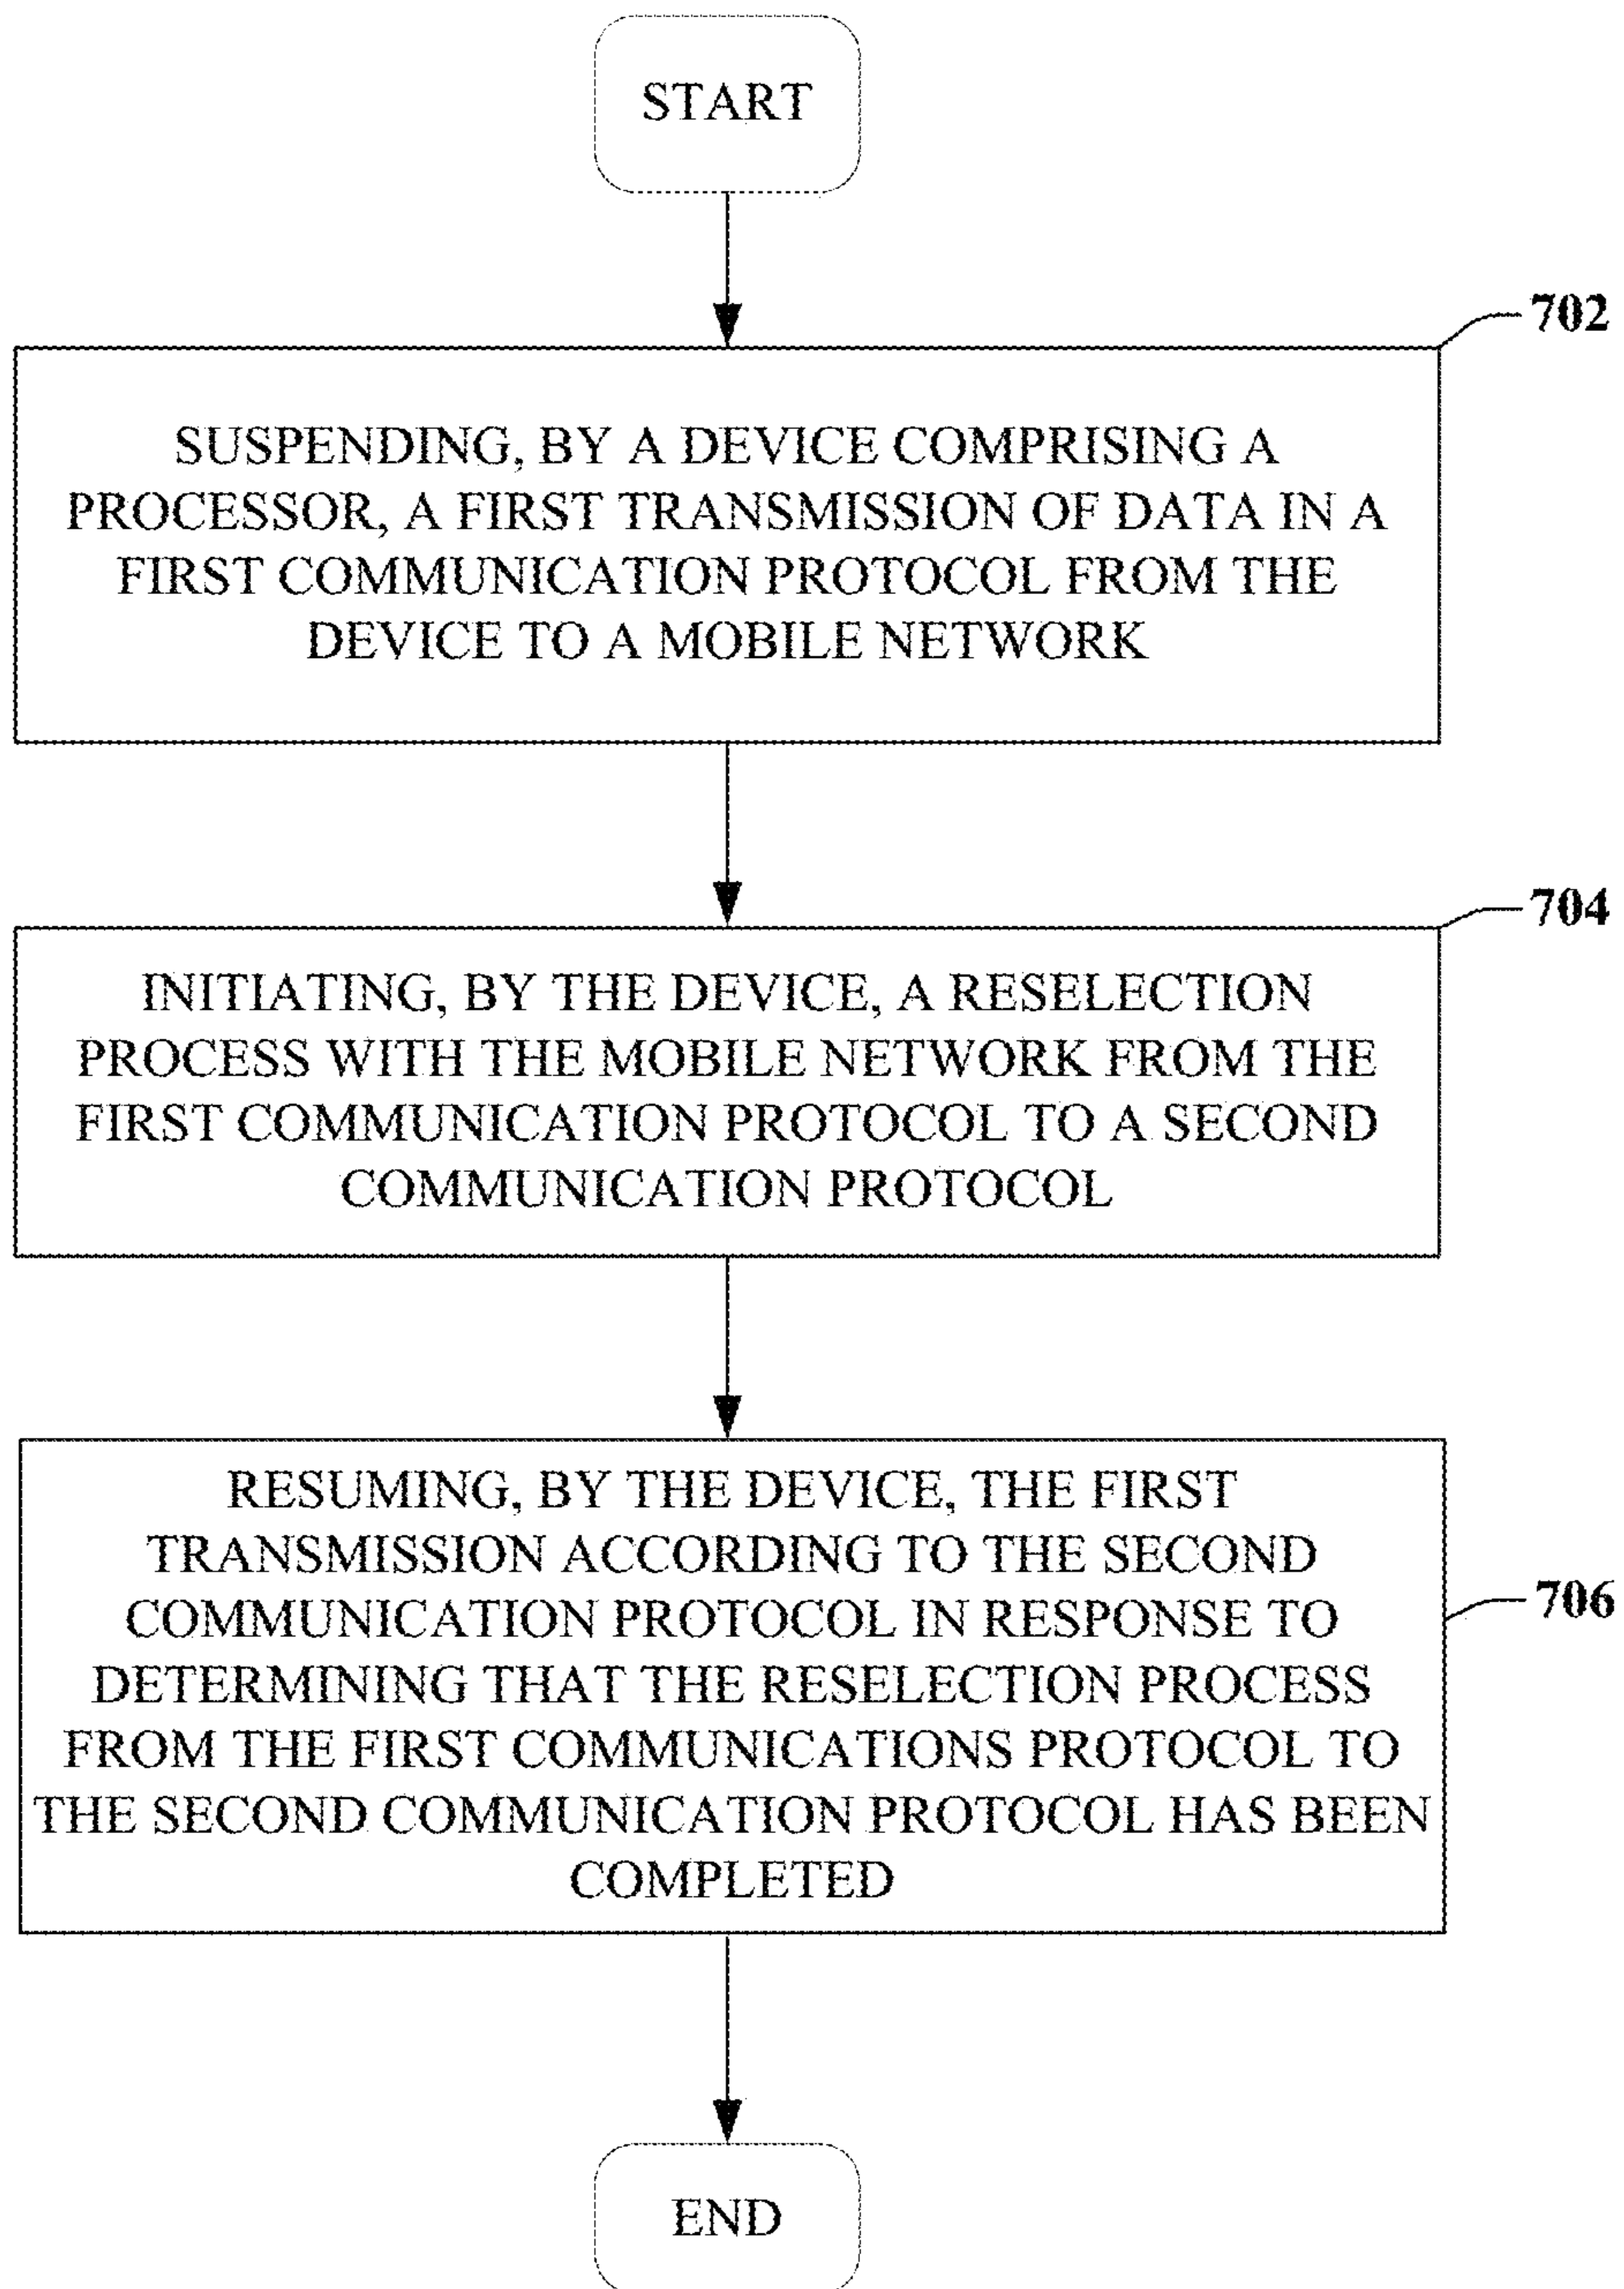 START
702
SUSPENDING, BY A DEVICE COMPRISING A
PROCESSOR, A FIRST TRANSMISSION OF DATA IN A
FIRST COMMUNICATION PROTOCOL FROM THE
DEVICE TO A MOBILE NETWORK
704
INITIATING, BY THE DEVICE, A RESELECTION
PROCESS WITH THE MOBILE NETWORK FROM THE
FIRST COMMUNICATION PROTOCOL TO A SECOND
COMMUNICATION PROTOCOL
RESUMING, BY THE DEVICE, THE FIRST
TRANSMISSION ACCORDING TO THE SECOND
COMMUNICATION PROTOCOL IN RESPONSE TO
706
DETERMINING THAT THE RESELECTION PROCESS
FROM THE FIRST COMMUNICATIONS PROTOCOL TO
THE SECOND COMMUNICATION PROTOCOL HAS BEEN
COMPLETED
END